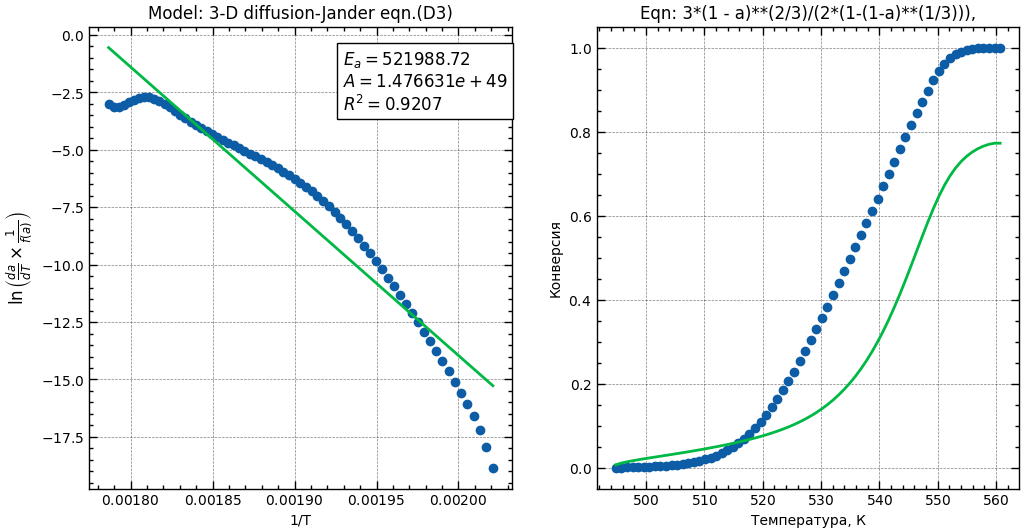 Model: 3-D diffusion-Jander eqn.(D3)
E_a = 521988.72
A = 1.476631e + 49
R^2 = 0.9207
0.0
−2.5
−5.0
−7.5
−10.0
−12.5
−15.0
−17.5
ln(da/dT × 1/f(a))
0.00180 0.00185 0.00190 0.00195 0.00200
1/T
Eqn: 3*(1 - a)**(2/3)/(2*(1-(1-a)**(1/3))),
1.0
0.8
0.6
0.4
0.2
0.0
Конверсия
500 510 520 530 540 550 560
Температура, К